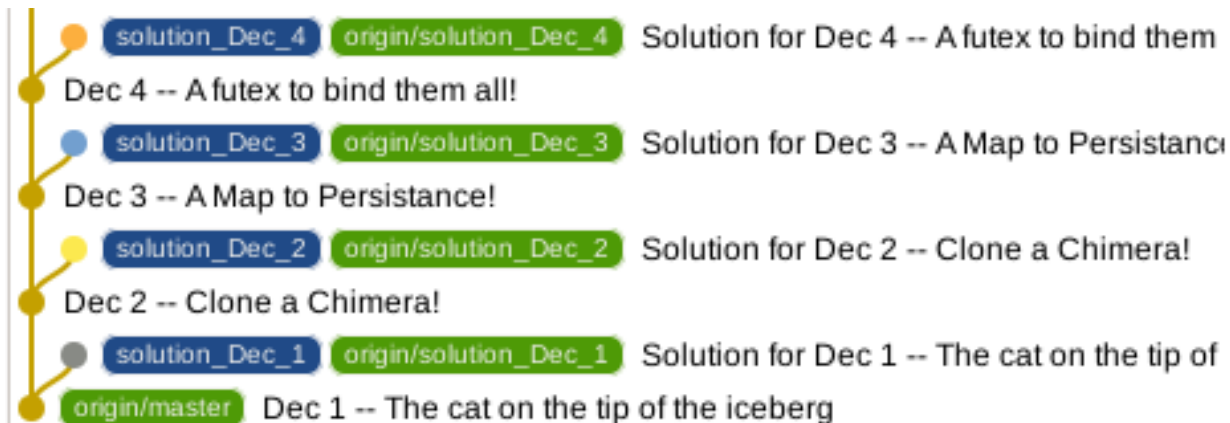 solution_Dec_4 origin/solution_Dec_4 Solution for Dec 4 -- A futex to bind them
Dec 4 -- A futex to bind them all!
solution_Dec_3 origin/solution_Dec_3 Solution for Dec 3 -- A Map to Persistance
Dec 3 -- A Map to Persistance!
solution_Dec_2 origin/solution_Dec_2 Solution for Dec 2 -- Clone a Chimera!
Dec 2 -- Clone a Chimera!
solution_Dec_1 origin/solution_Dec_1 Solution for Dec 1 -- The cat on the tip of
origin/master Dec 1 -- The cat on the tip of the iceberg